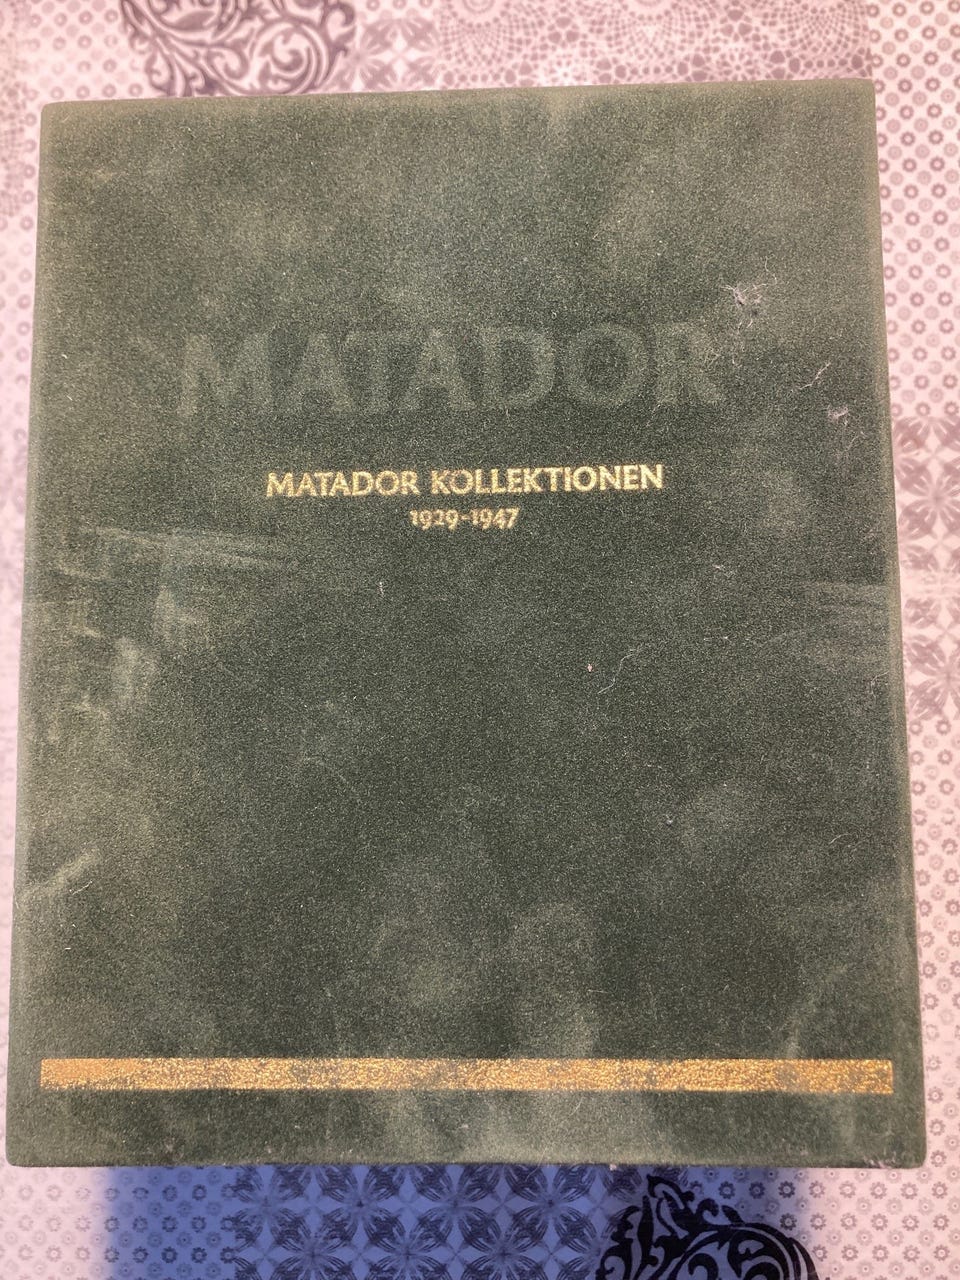 MATADOR
MATADOR KOLLEKTIONEN
1929-1947